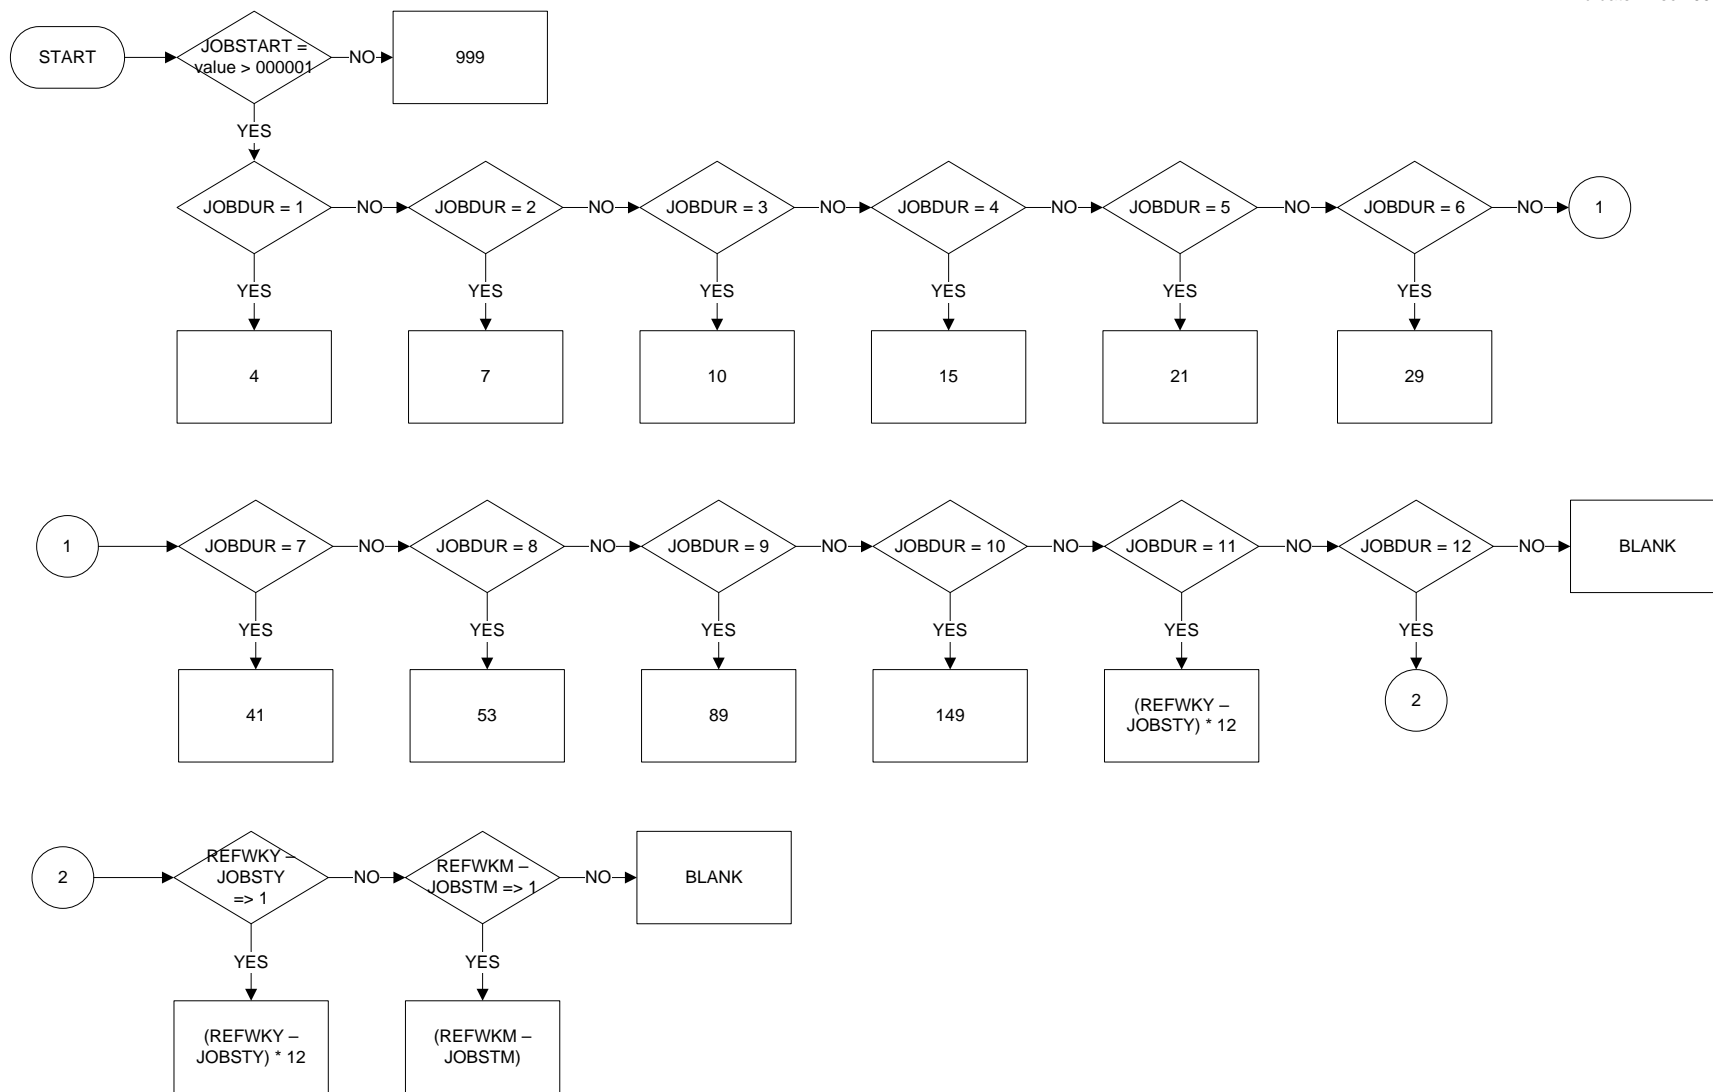 START
JOBSTART =
value > 000001
NO
999
YES
JOBDUR = 1
NO
JOBDUR = 2
NO
JOBDUR = 3
NO
JOBDUR = 4
NO
JOBDUR = 5
NO
JOBDUR = 6
NO
1
YES
YES
YES
YES
YES
YES
4
7
10
15
21
29
1
JOBDUR = 7
NO
JOBDUR = 8
NO
JOBDUR = 9
NO
JOBDUR = 10
NO
JOBDUR = 11
NO
JOBDUR = 12
NO
BLANK
YES
YES
YES
YES
YES
YES
41
53
89
149
(REFWKY –
JOBSTY) * 12
2
2
REFWKY –
JOBSTY
=> 1
NO
REFWKM –
JOBSTM => 1
NO
BLANK
YES
YES
(REFWKY –
JOBSTY) * 12
(REFWKM –
JOBSTM)